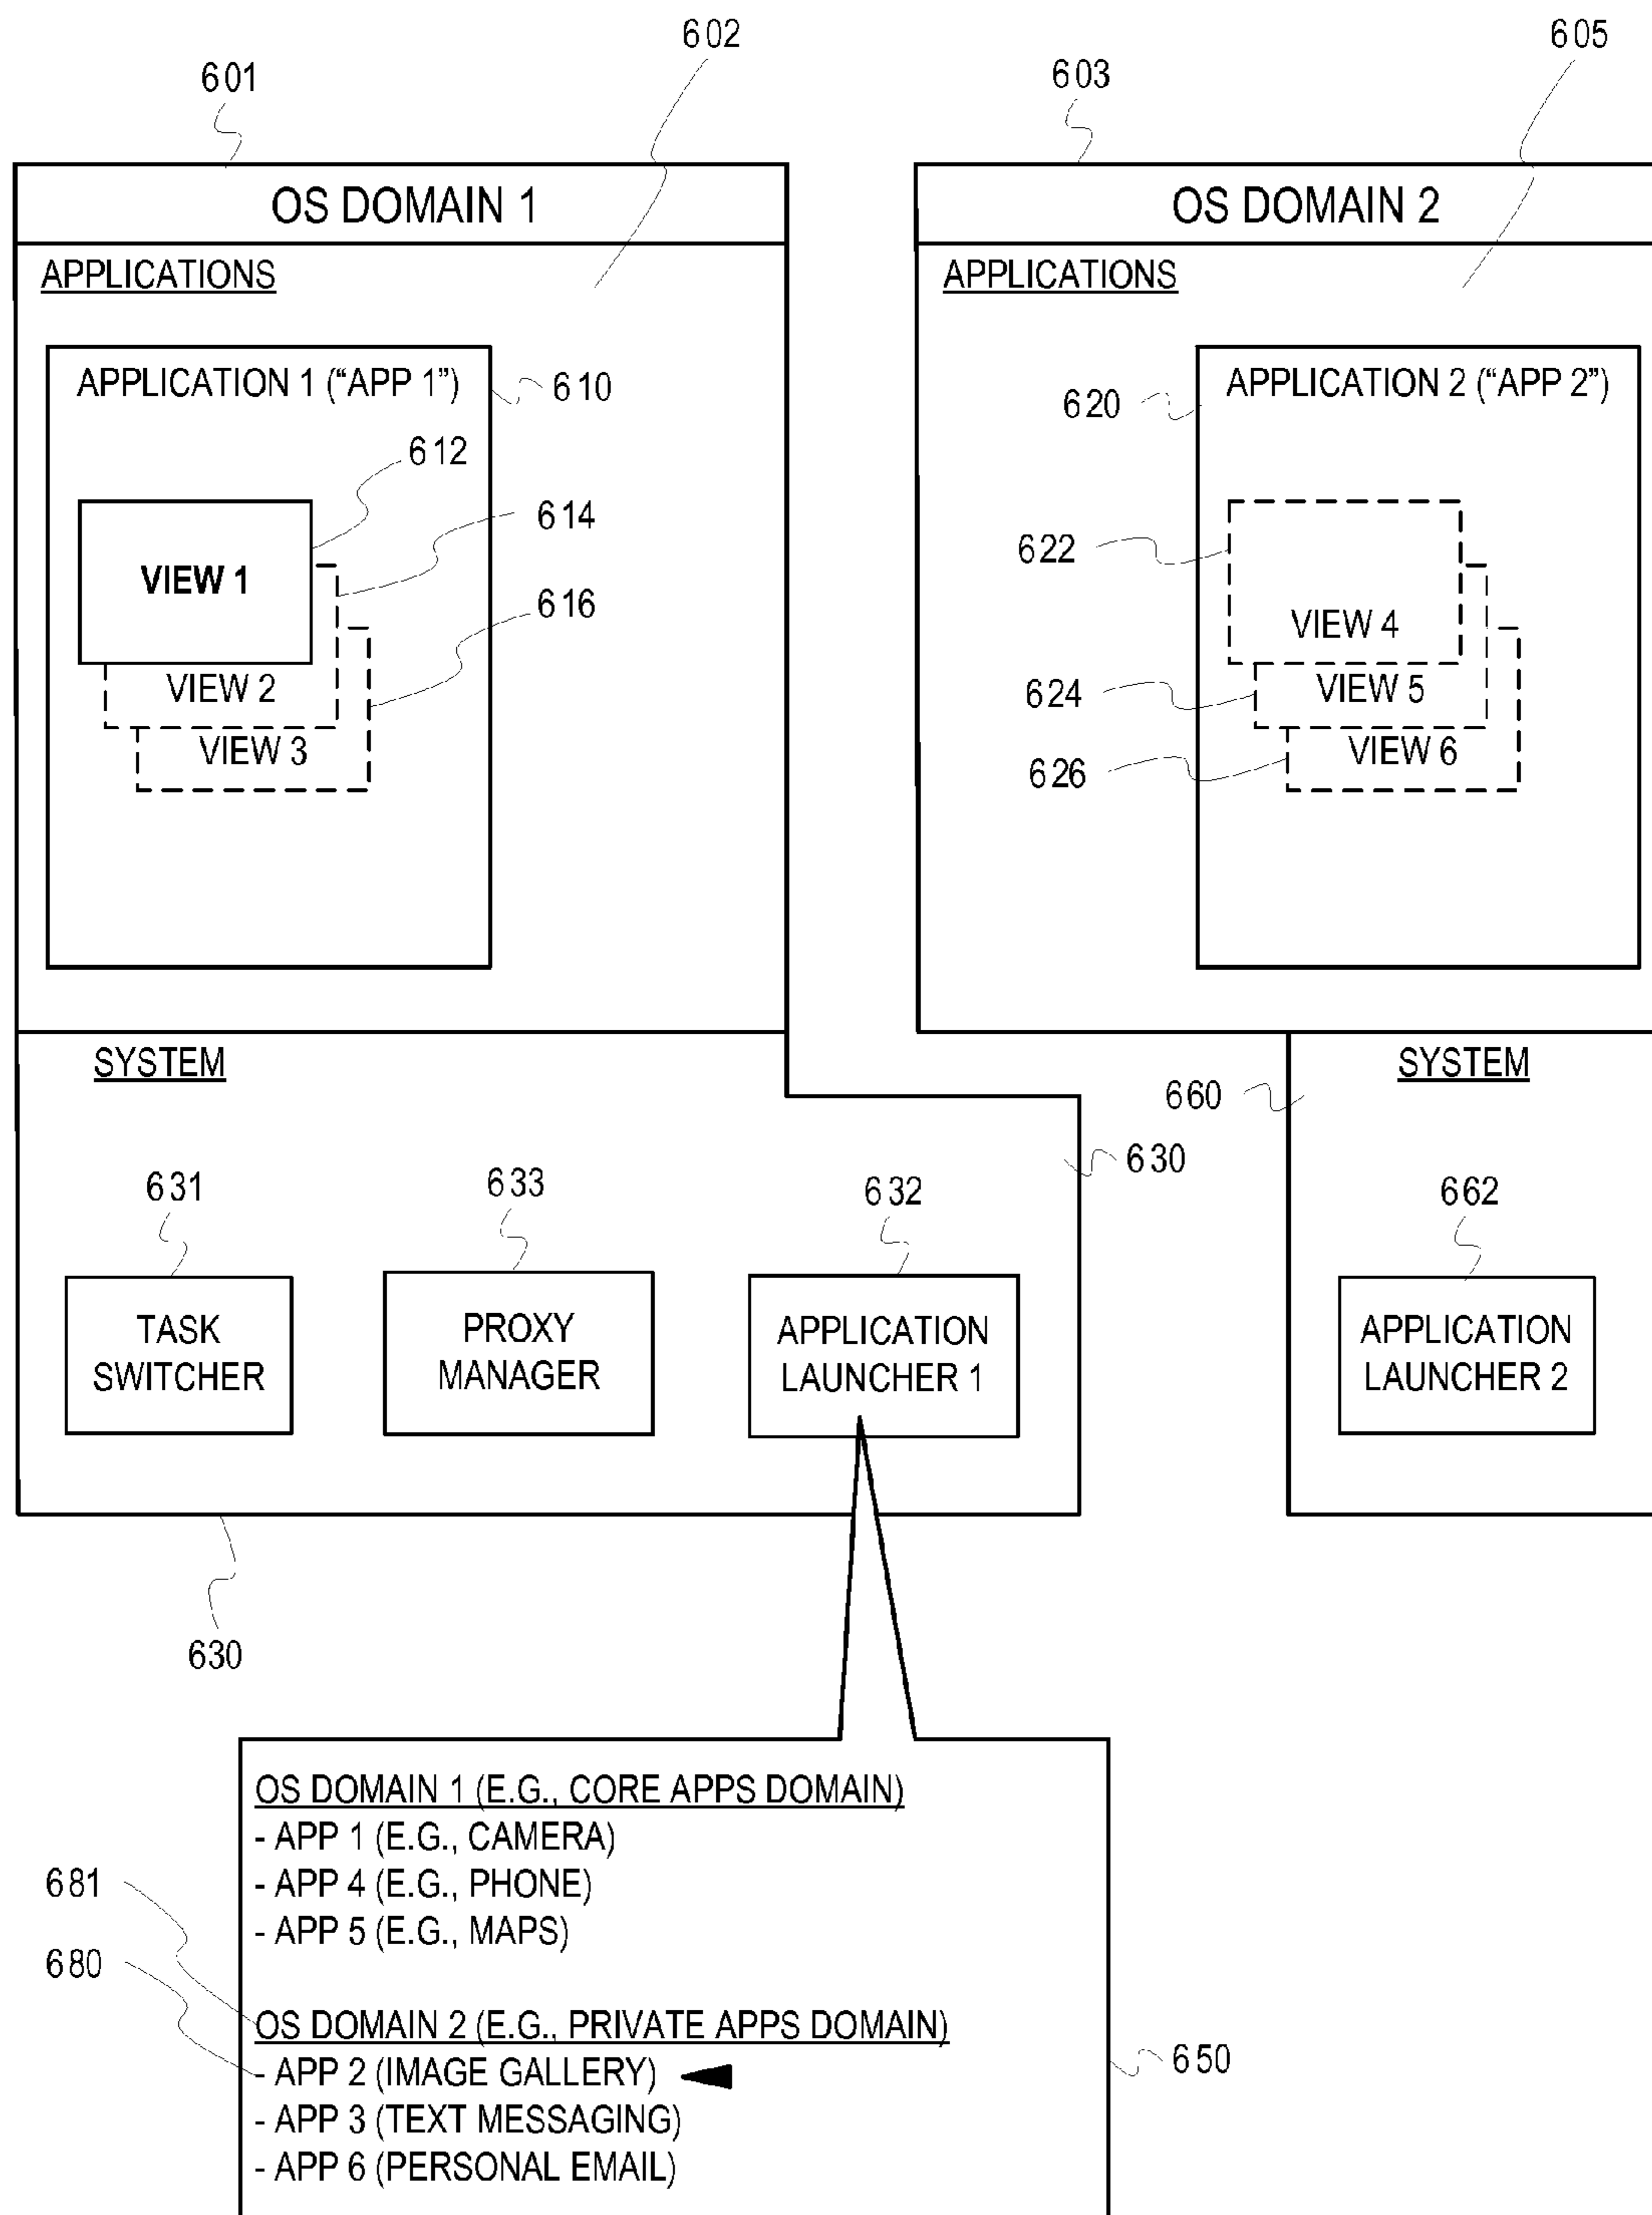 602
605
601
603
OS DOMAIN 1
OS DOMAIN 2
APPLICATIONS
APPLICATIONS
APPLICATION 1 (“APP 1”)
610
620
APPLICATION 2 (“APP 2”)
612
614
VIEW 1
616
VIEW 2
VIEW 3
622
VIEW 4
624
VIEW 5
626
VIEW 6
SYSTEM
SYSTEM
660
630
631
633
632
662
TASK
SWITCHER
PROXY
MANAGER
APPLICATION
LAUNCHER 1
APPLICATION
LAUNCHER 2
630
OS DOMAIN 1 (E.G., CORE APPS DOMAIN)
- APP 1 (E.G., CAMERA)
- APP 4 (E.G., PHONE)
- APP 5 (E.G., MAPS)
681
680
OS DOMAIN 2 (E.G., PRIVATE APPS DOMAIN)
- APP 2 (IMAGE GALLERY)
- APP 3 (TEXT MESSAGING)
- APP 6 (PERSONAL EMAIL)
650